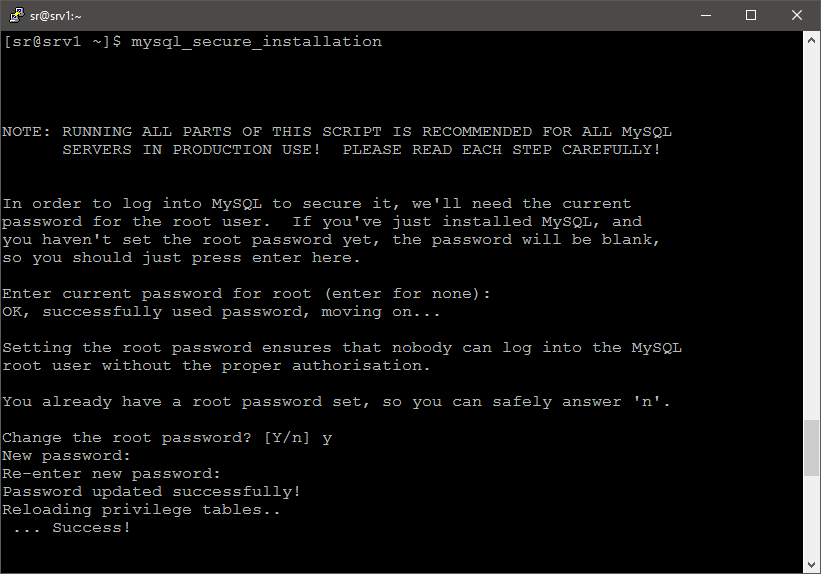 sr@srv1:~
[sr@srv1 ~]$ mysql_secure_installation
NOTE: RUNNING ALL PARTS OF THIS SCRIPT IS RECOMMENDED FOR ALL MySQL
SERVERS IN PRODUCTION USE!  PLEASE READ EACH STEP CAREFULLY!
In order to log into MySQL to secure it, we'll need the current
password for the root user.  If you've just installed MySQL, and
you haven't set the root password yet, the password will be blank,
so you should just press enter here.
Enter current password for root (enter for none):
OK, successfully used password, moving on...
Setting the root password ensures that nobody can log into the MySQL
root user without the proper authorisation.
You already have a root password set, so you can safely answer 'n'.
Change the root password? [Y/n] y
New password:
Re-enter new password:
Password updated successfully!
Reloading privilege tables..
... Success!